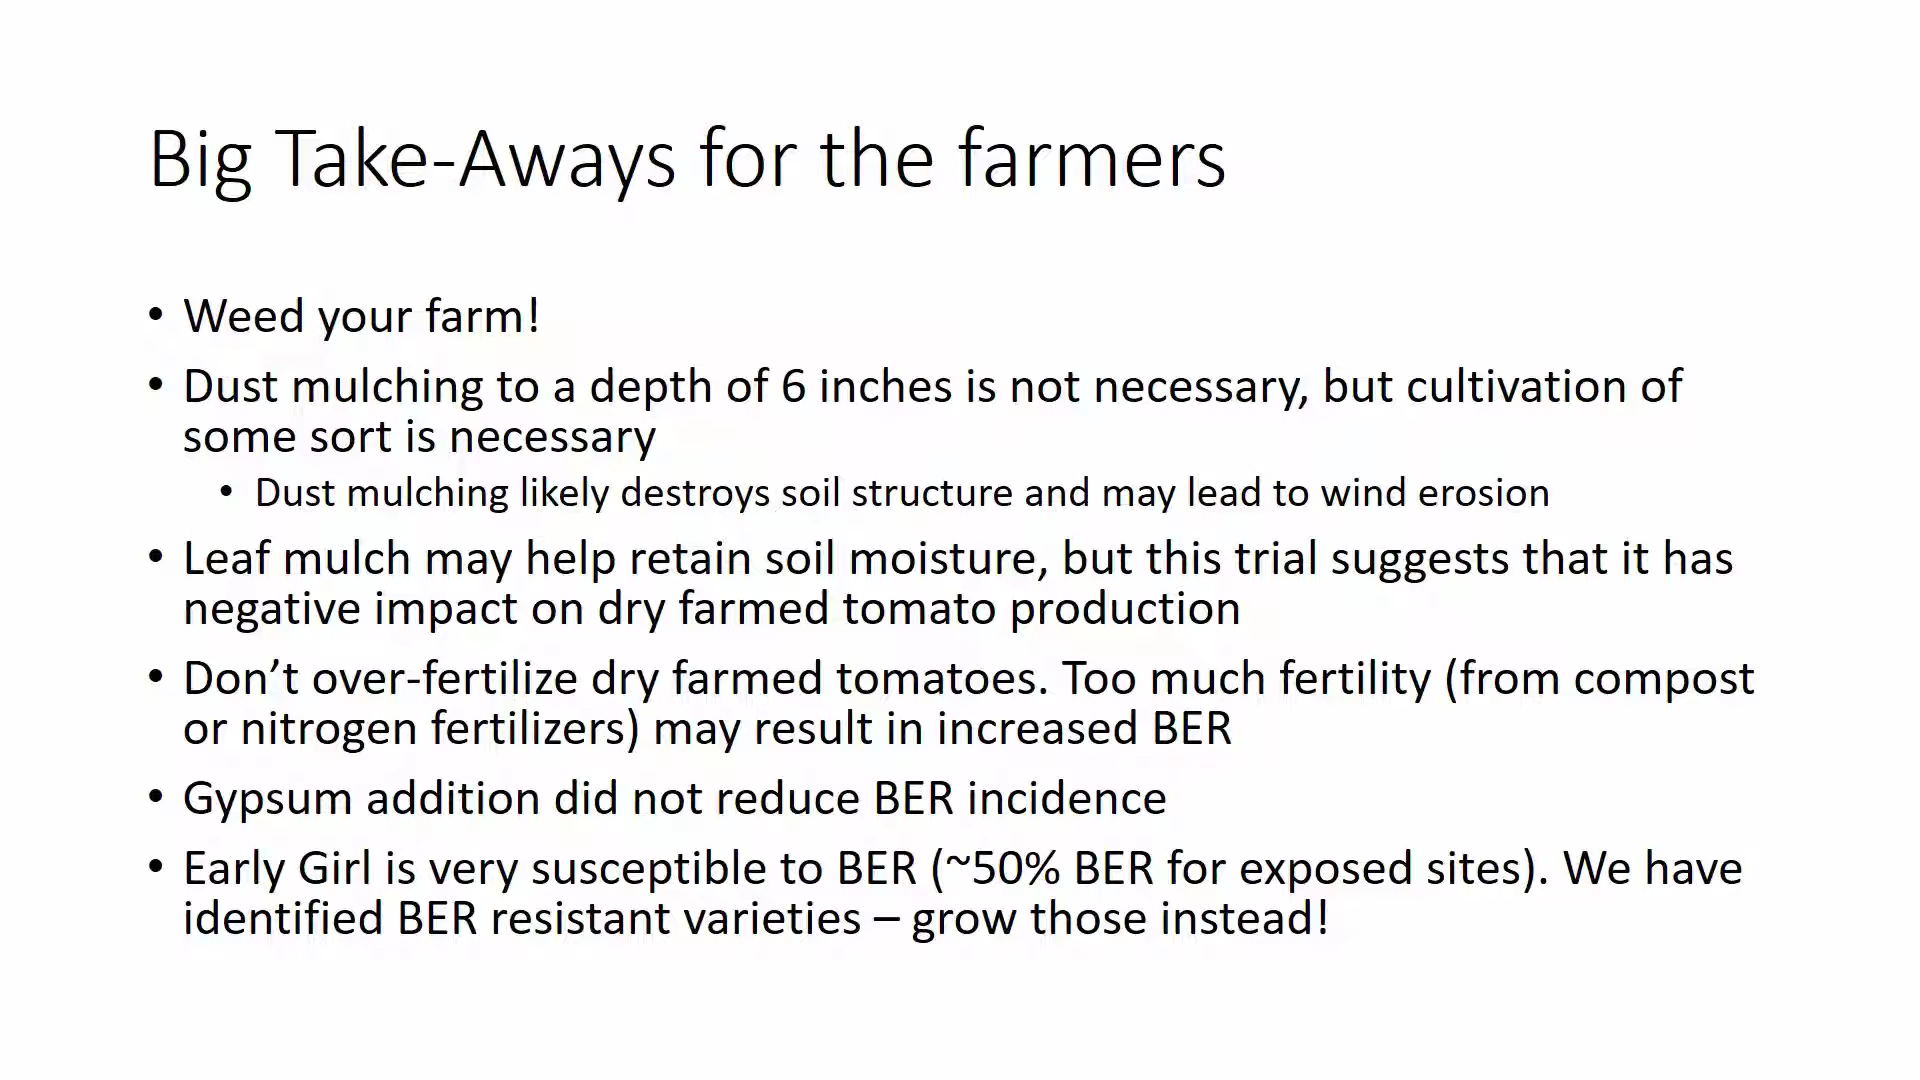 Big Take-Aways for the farmers
• Weed your farm!
• Dust mulching to a depth of 6 inches is not necessary, but cultivation of
some sort is necessary
• Dust mulching likely destroys soil structure and may lead to wind erosion
• Leaf mulch may help retain soil moisture, but this trial suggests that it has
negative impact on dry farmed tomato production
• Don’t over-fertilize dry farmed tomatoes. Too much fertility (from compost
or nitrogen fertilizers) may result in increased BER
• Gypsum addition did not reduce BER incidence
• Early Girl is very susceptible to BER (~50% BER for exposed sites). We have
identified BER resistant varieties – grow those instead!